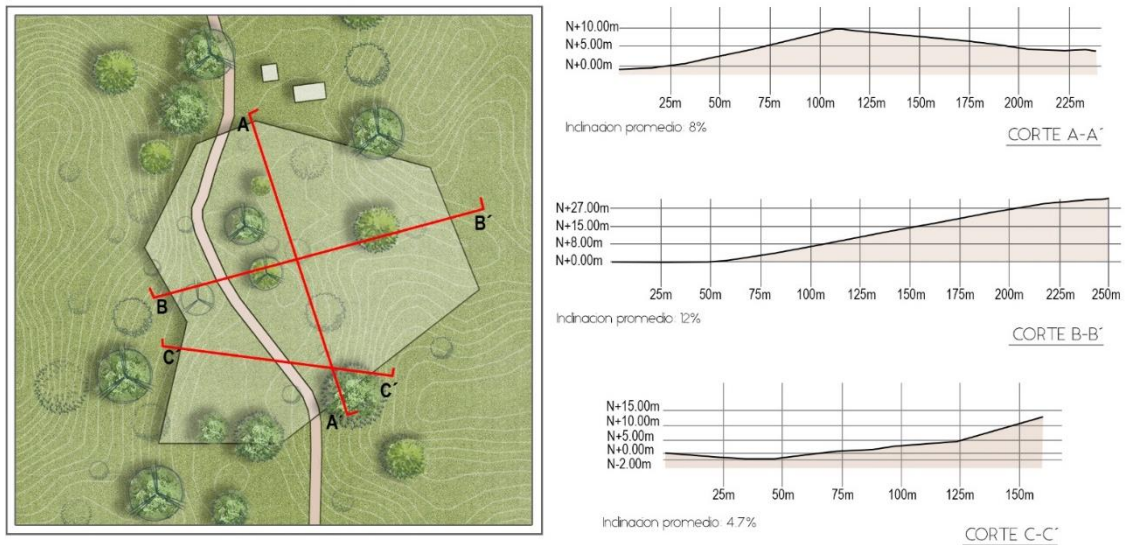 A
B´
B
C´
C´
A´
N+10.00m
N+5.00m
N+0.00m
25m 50m 75m 100m 125m 150m 175m 200m 225m
Inclinacion promedio: 8%
CORTE A-A´
N+27.00m
N+15.00m
N+8.00m
N+0.00m
25m 50m 75m 100m 125m 150m 175m 200m 225m 250m
Inclinacion promedio: 12%
CORTE B-B´
N+15.00m
N+10.00m
N+5.00m
N+0.00m
N-2.00m
25m 50m 75m 100m 125m 150m
Inclinacion promedio: 4.7%
CORTE C-C´